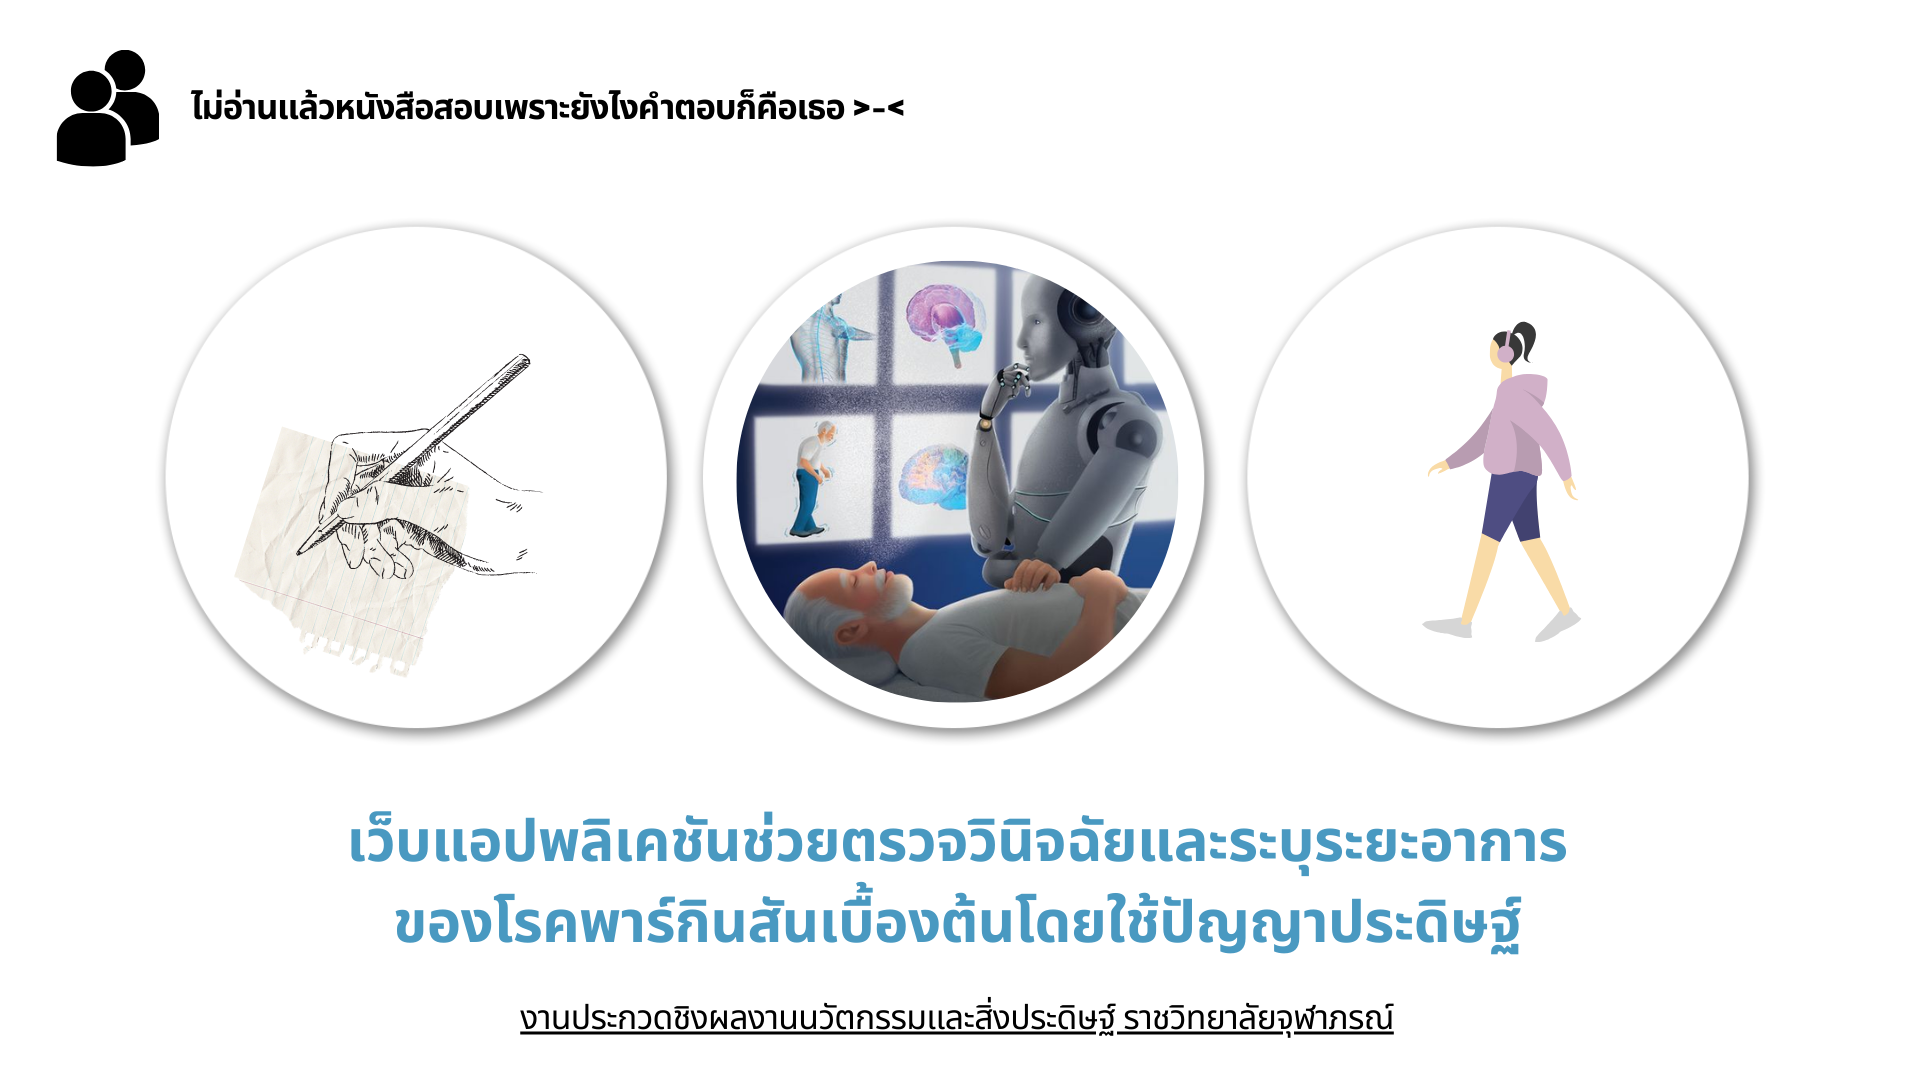 ไม่อ่านแล้วหนังสือสอบเพราะยังไงคำตอบก็คือเธอ >-<
เว็บแอปพลิเคชันช่วยตรวจวินิจฉัยและระบุระยะอาการ
ของโรคพาร์กินสันเบื้องต้นโดยใช้ปัญญาประดิษฐ์
งานประกวดชิงผลงานนวัตกรรมและสิ่งประดิษฐ์ ราชวิทยาลัยจุฬาภรณ์